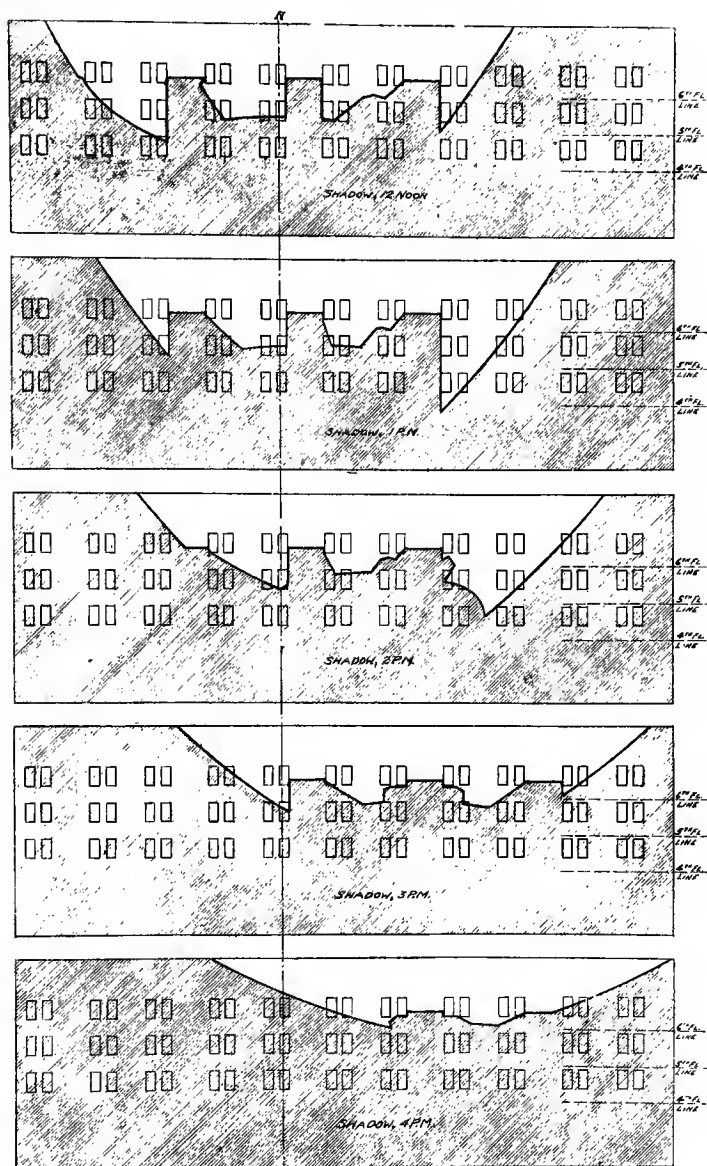 N
6TH FL
LINE
5TH FL
LINE
4TH FL
LINE
SHADOW, 12 NOON
6TH FL
LINE
5TH FL
LINE
4TH FL
LINE
SHADOW, 1 P.M.
6TH FL
LINE
5TH FL
LINE
4TH FL
LINE
SHADOW, 2 P.M.
6TH FL
LINE
5TH FL
LINE
4TH FL
LINE
SHADOW, 3 P.M.
6TH FL
LINE
5TH FL
LINE
4TH FL
LINE
SHADOW, 4 P.M.